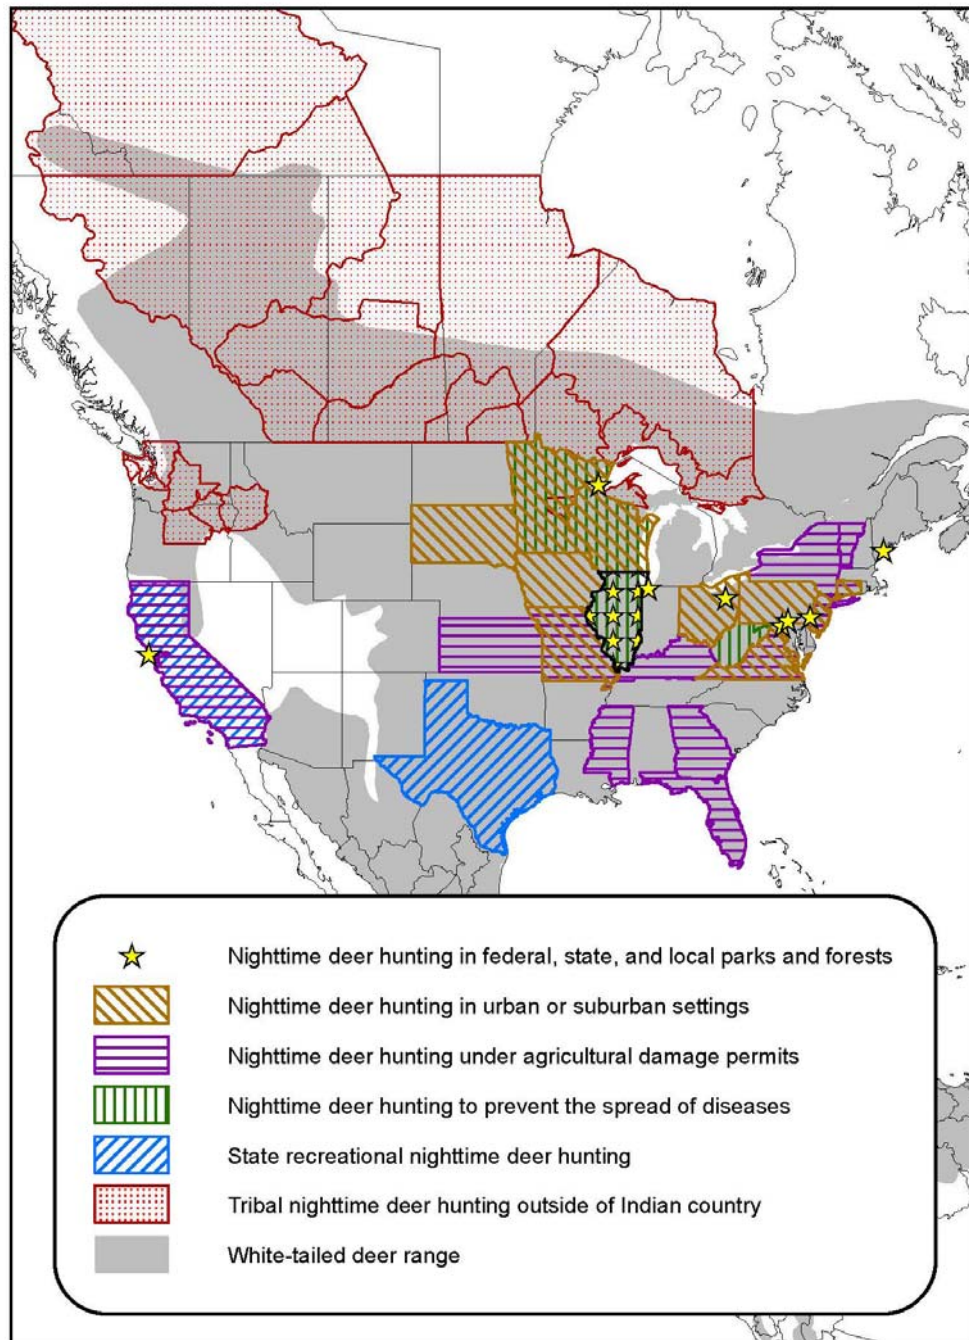 Nighttime deer hunting in federal, state, and local parks and forests
Nighttime deer hunting in urban or suburban settings
Nighttime deer hunting under agricultural damage permits
Nighttime deer hunting to prevent the spread of diseases
State recreational nighttime deer hunting
Tribal nighttime deer hunting outside of Indian country
White-tailed deer range